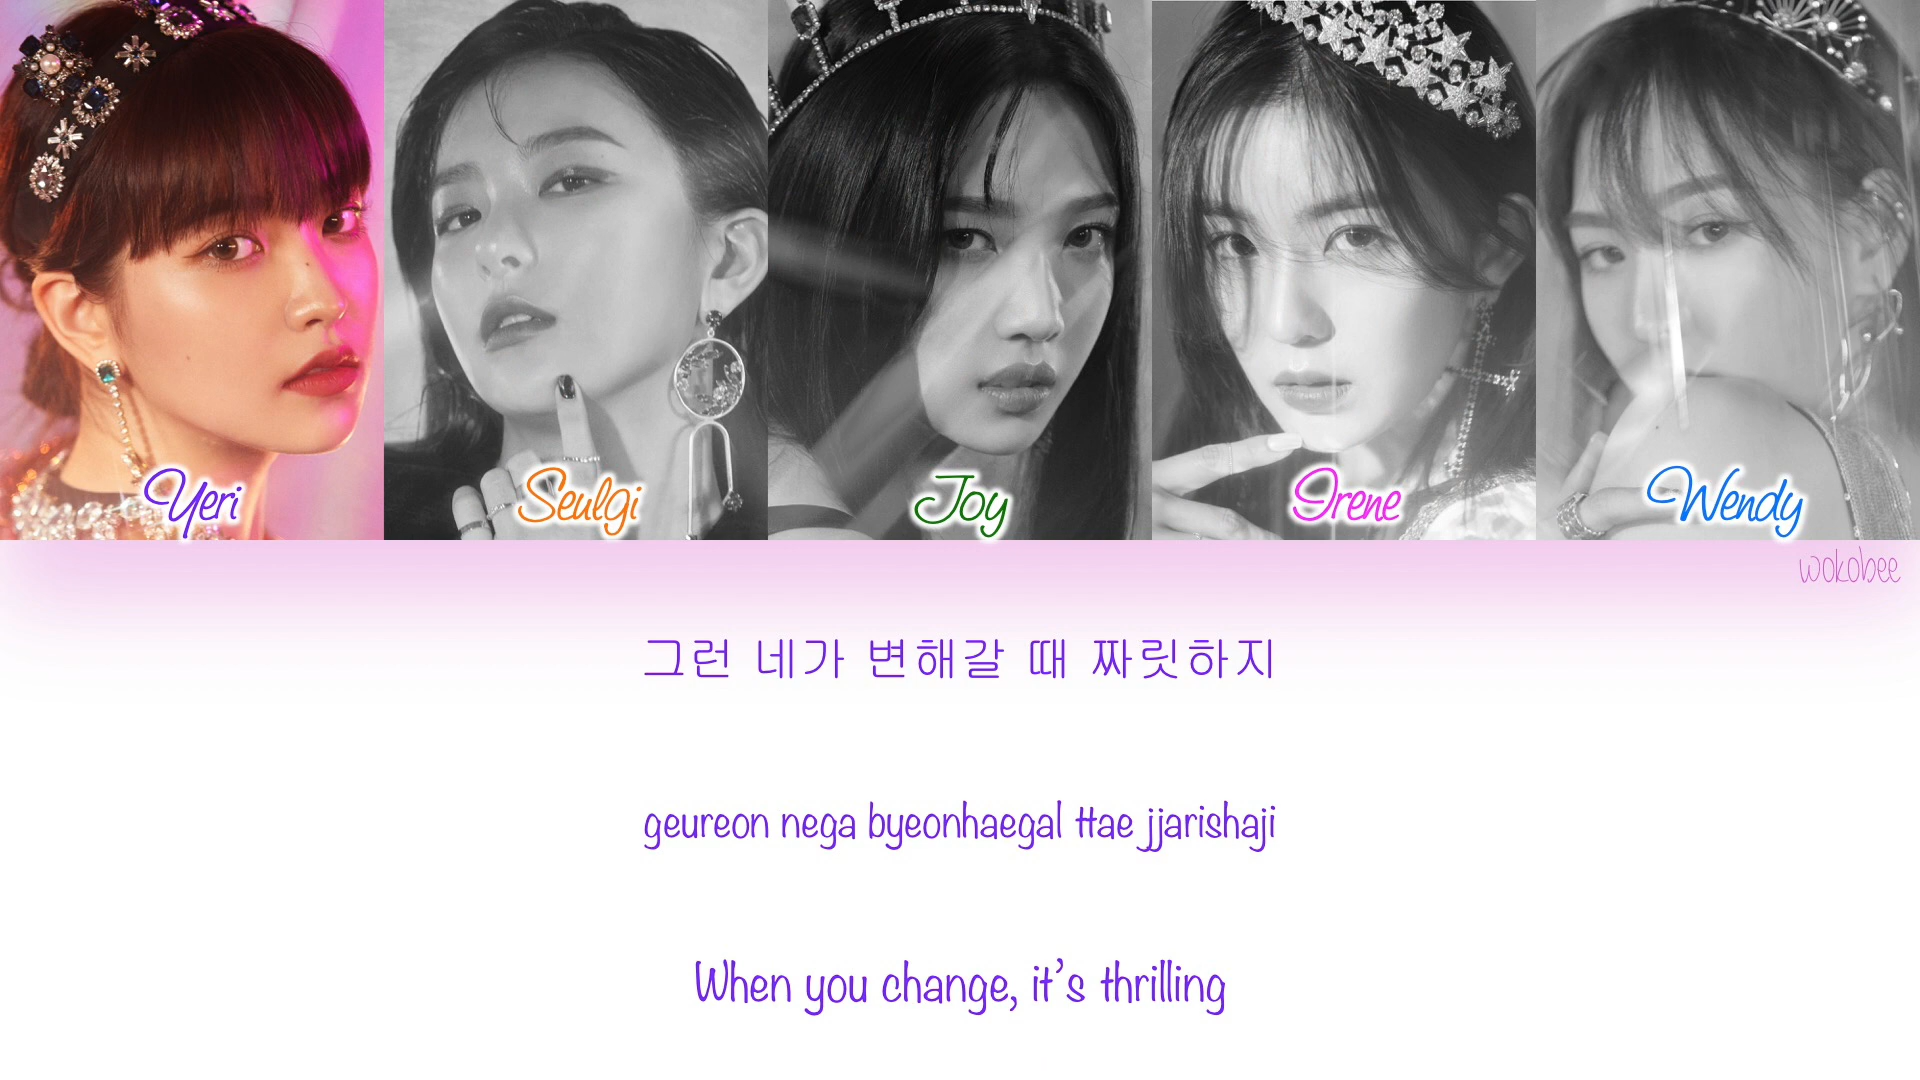 Yeri
Seulgi
Joy
Irene
Wendy
wokobee
그런 네가 변해갈 때 짜릿하지
geureon nega byeonhaegal ttae jjarishaji
When you change, it's thrilling